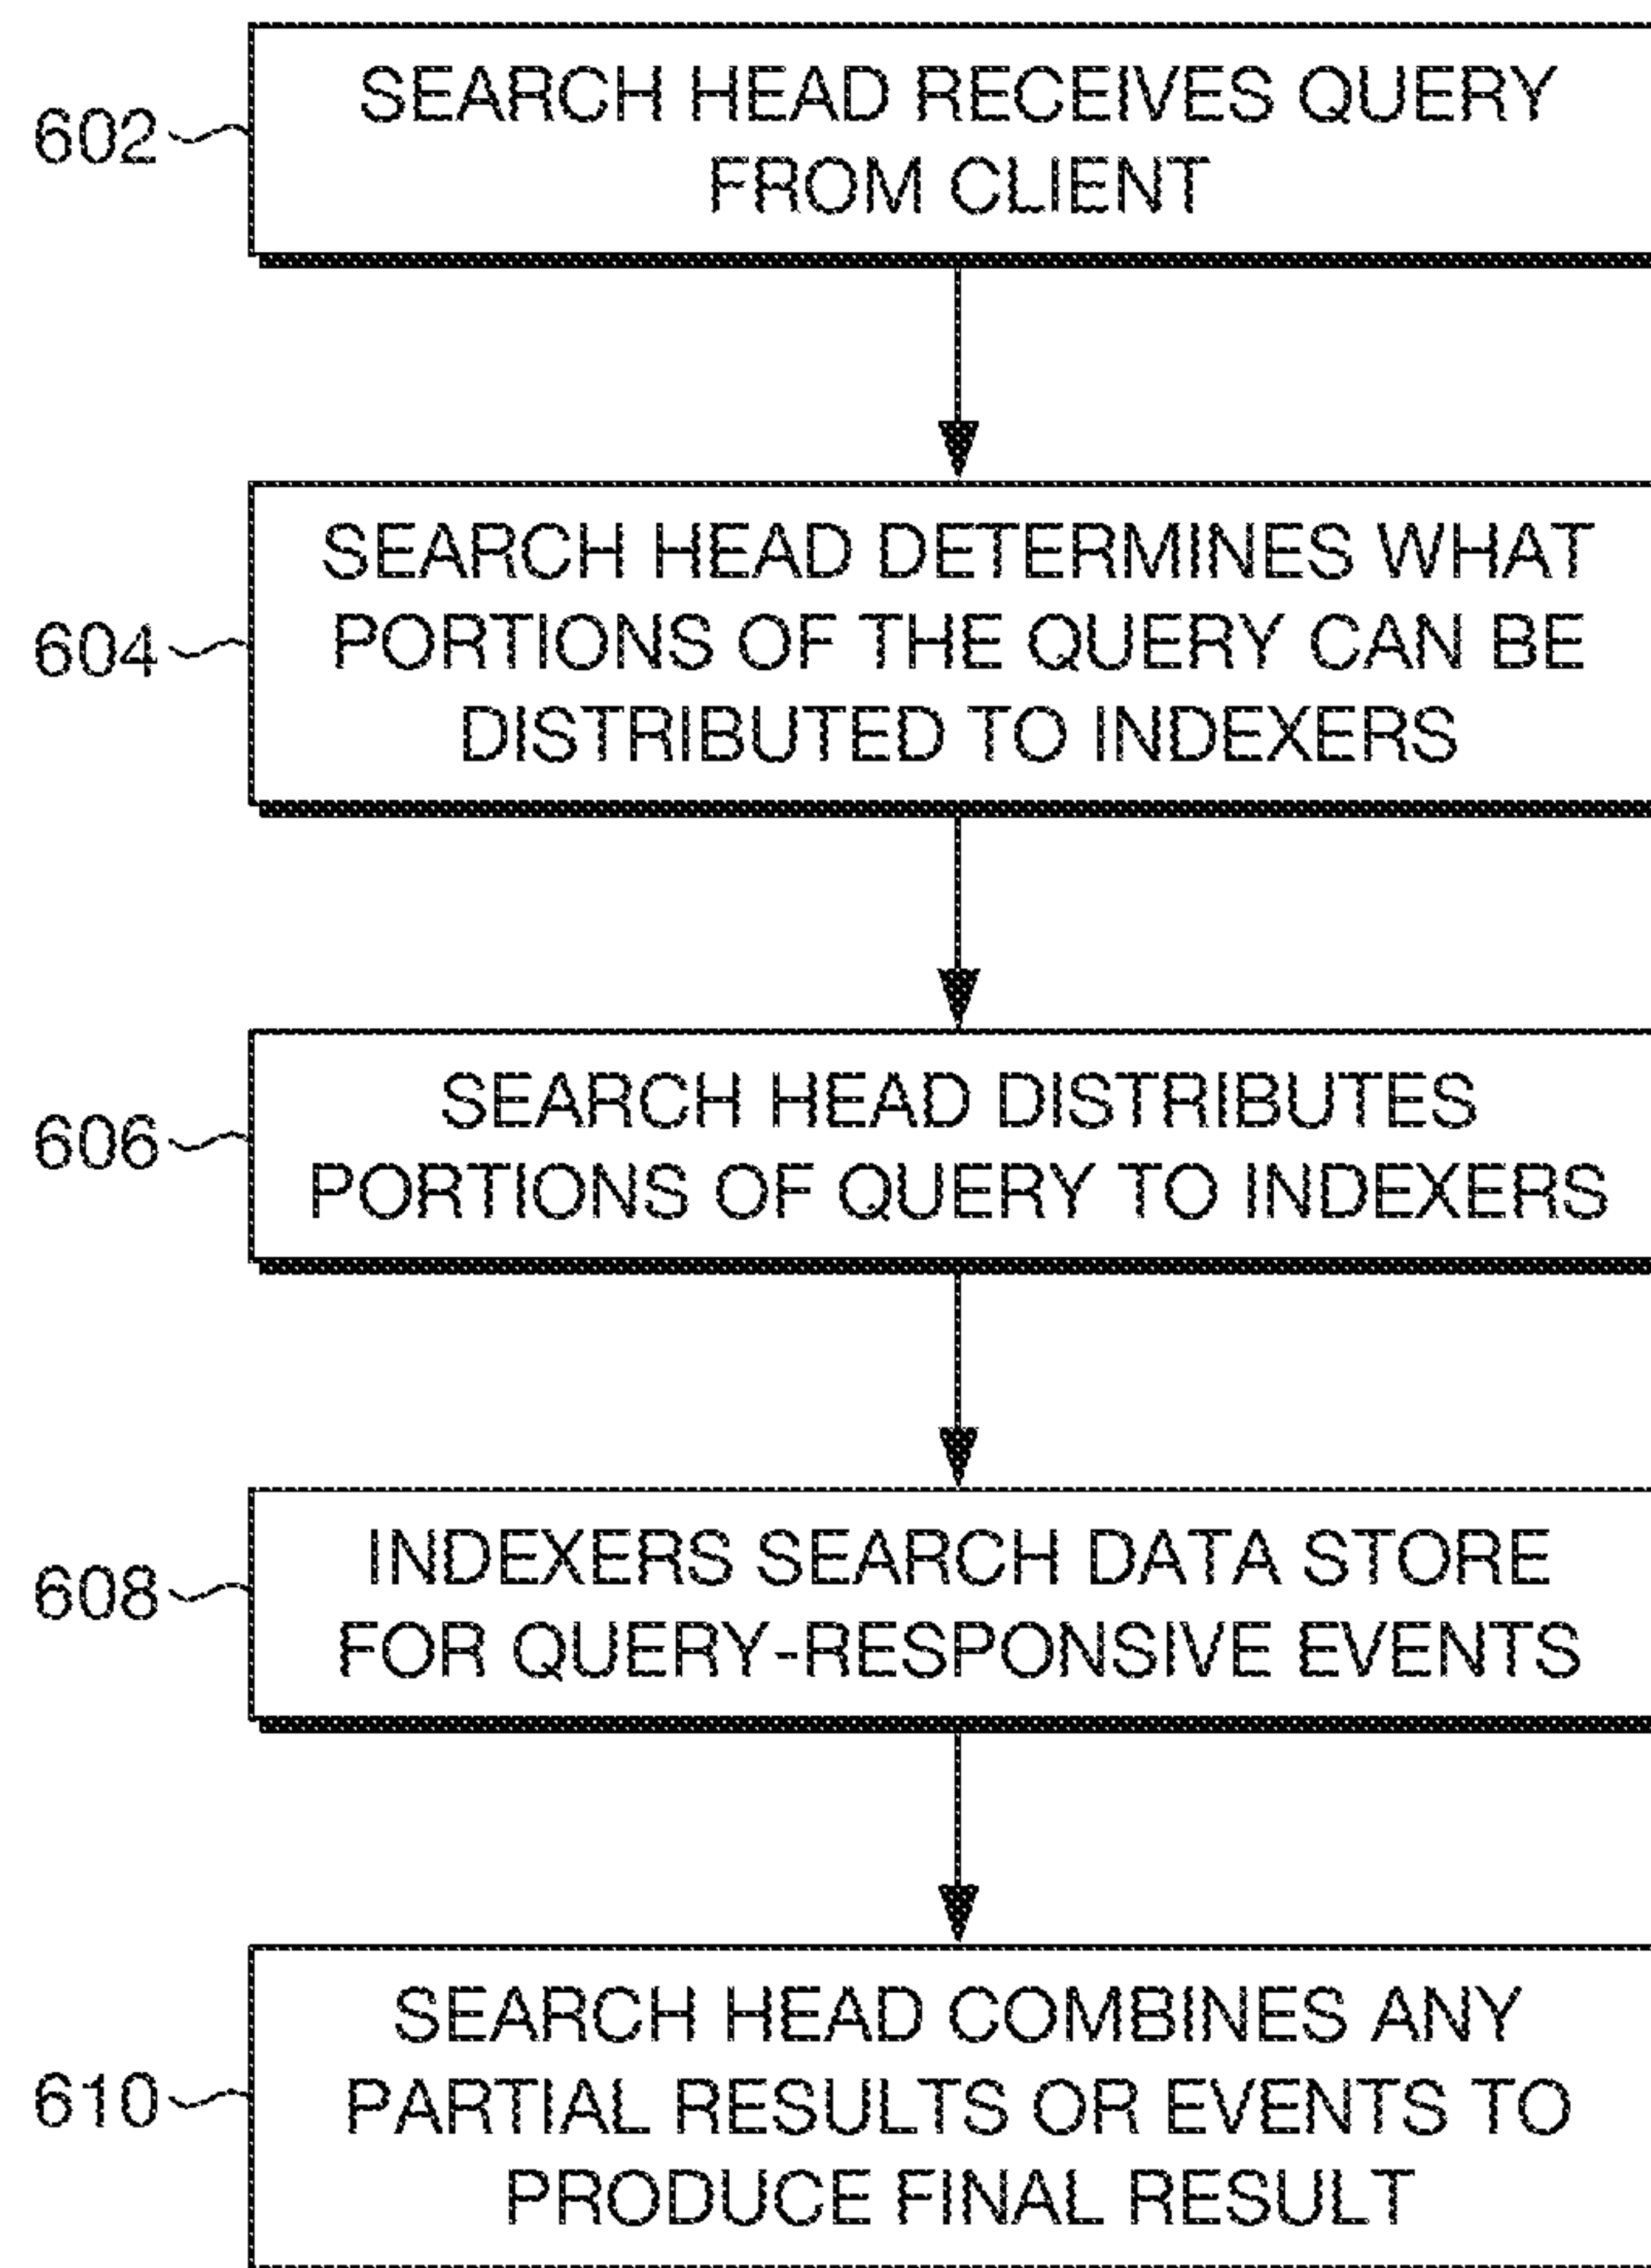 602
SEARCH HEAD RECEIVES QUERY
FROM CLIENT
604
SEARCH HEAD DETERMINES WHAT
PORTIONS OF THE QUERY CAN BE
DISTRIBUTED TO INDEXERS
606
SEARCH HEAD DISTRIBUTES
PORTIONS OF QUERY TO INDEXERS
608
INDEXERS SEARCH DATA STORE
FOR QUERY-RESPONSIVE EVENTS
610
SEARCH HEAD COMBINES ANY
PARTIAL RESULTS OR EVENTS TO
PRODUCE FINAL RESULT